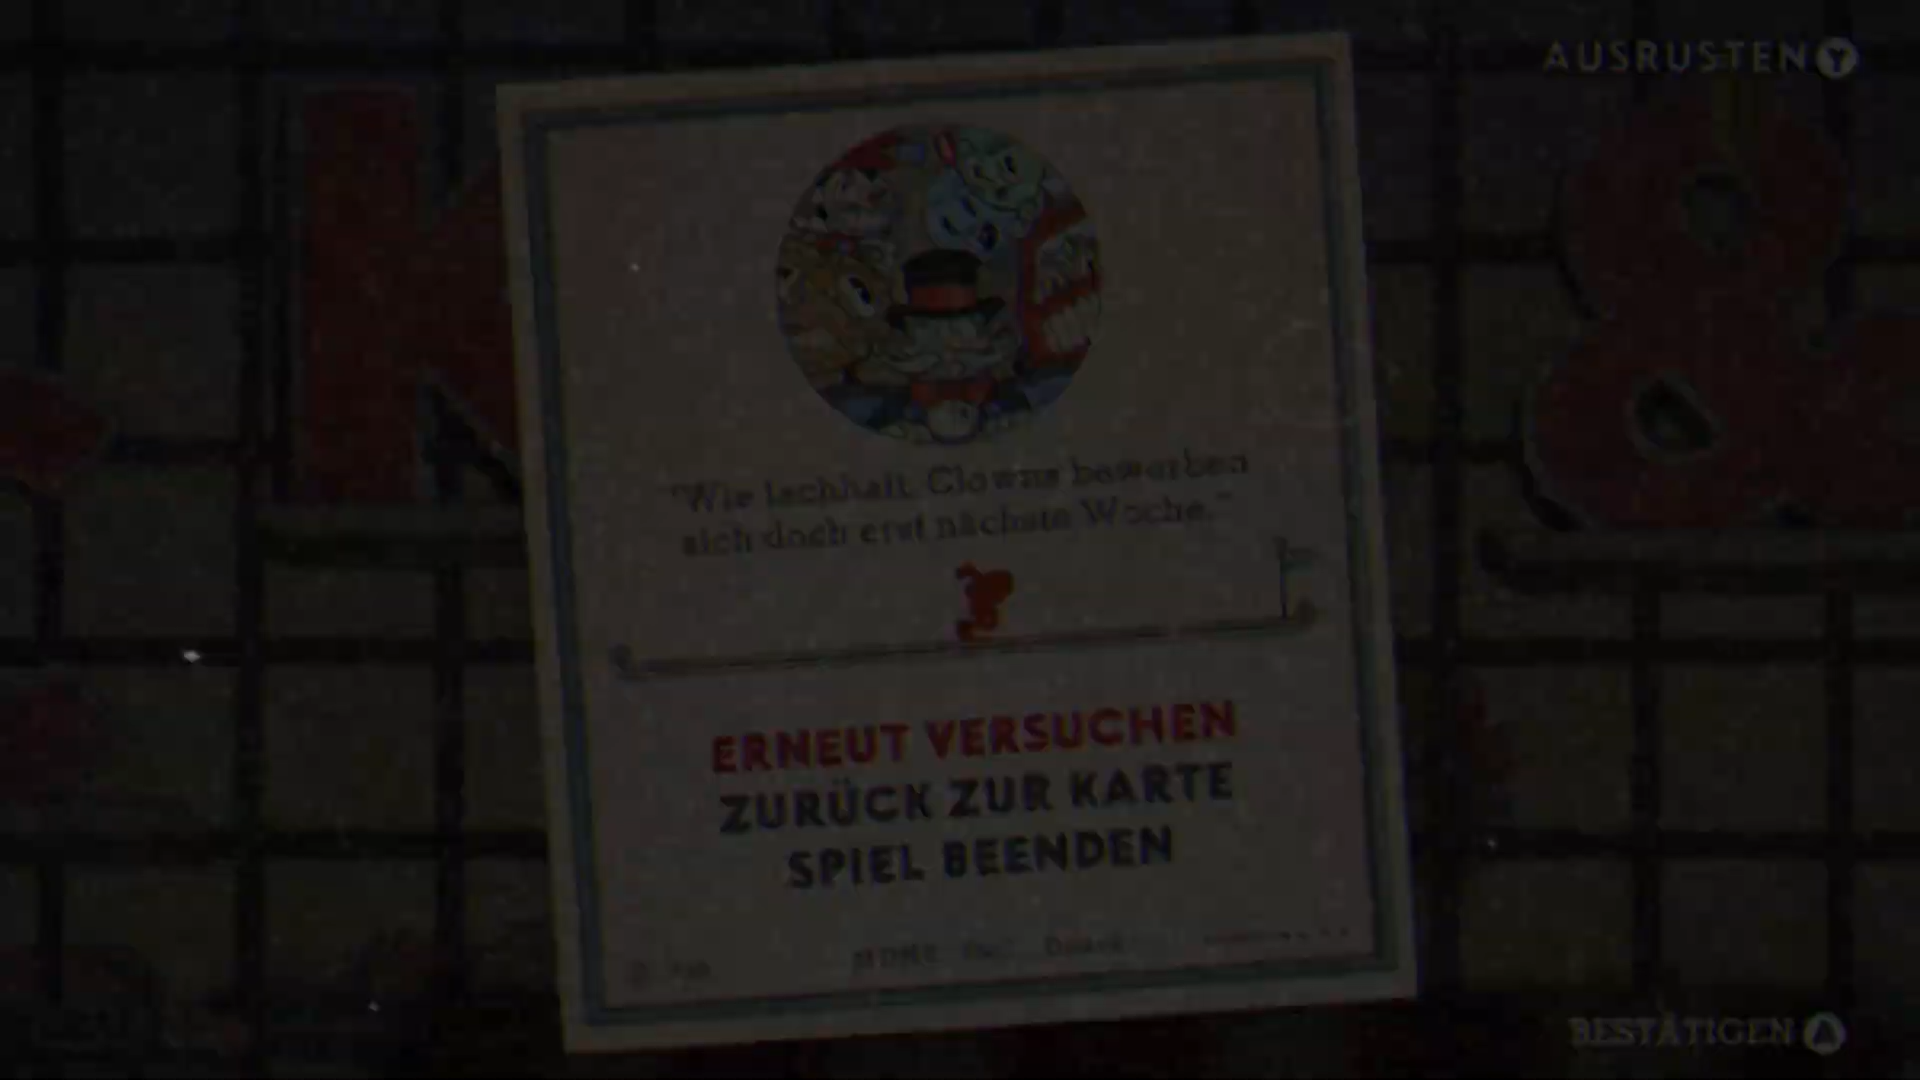 AUSRUSTEN Y
"Wie lachhaft. Clowns bewerben
sich doch erst nächste Woche."
ERNEUT VERSUCHEN
ZURÜCK ZUR KARTE
SPIEL BEENDEN
BESTÄTIGEN A